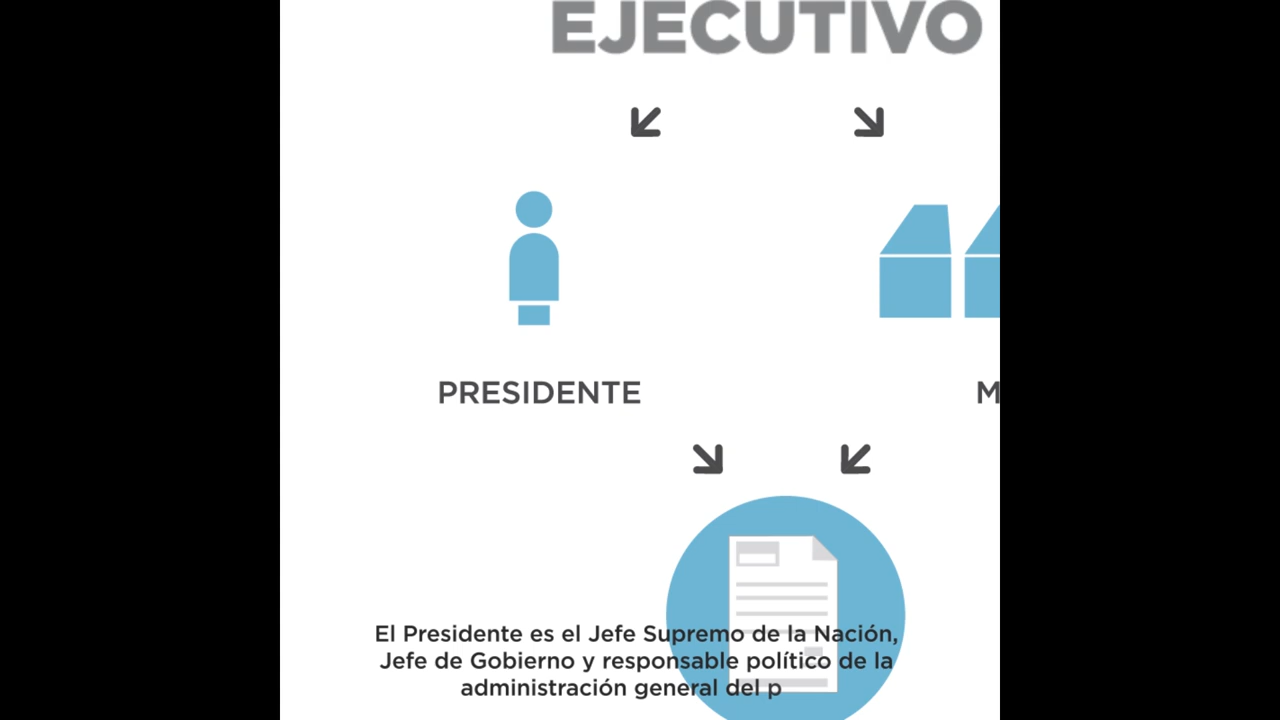 EJECUTIVO
PRESIDENTE
M
El Presidente es el Jefe Supremo de la Nación,
Jefe de Gobierno y responsable político de la
administración general del p